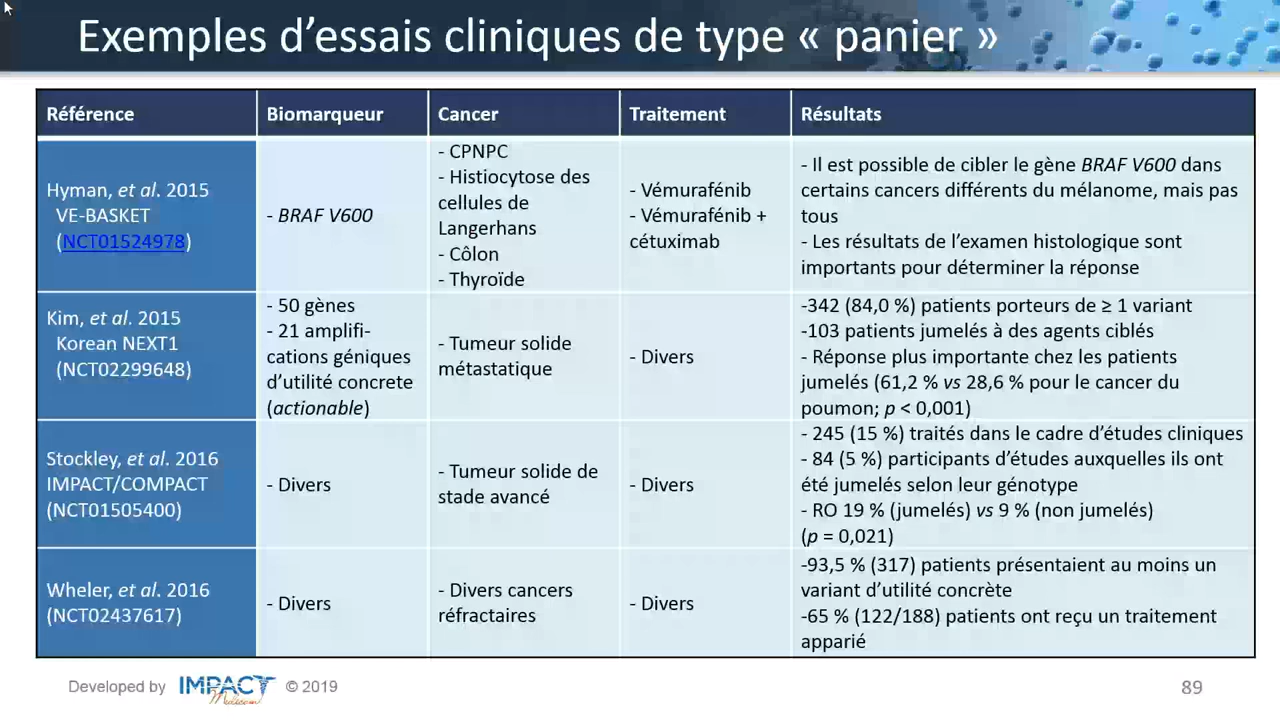 Exemples d’essais cliniques de type « panier »
Référence
Biomarqueur
Cancer
Traitement
Résultats
Hyman, et al. 2015
VE-BASKET
(NCT01524978)
- BRAF V600
- CPNPC
- Histiocytose des
cellules de
Langerhans
- Côlon
- Thyroïde
- Vémurafénib
- Vémurafénib +
cétuximab
- Il est possible de cibler le gène BRAF V600 dans
certains cancers différents du mélanome, mais pas
tous
- Les résultats de l’examen histologique sont
importants pour déterminer la réponse
Kim, et al. 2015
Korean NEXT1
(NCT02299648)
- 50 gènes
- 21 amplifi-
cations géniques
d’utilité concrete
(actionable)
- Tumeur solide
métastatique
- Divers
-342 (84,0 %) patients porteurs de ≥ 1 variant
-103 patients jumelés à des agents ciblés
- Réponse plus importante chez les patients
jumelés (61,2 % vs 28,6 % pour le cancer du
poumon; p < 0,001)
Stockley, et al. 2016
IMPACT/COMPACT
(NCT01505400)
- Divers
- Tumeur solide de
stade avancé
- Divers
- 245 (15 %) traités dans le cadre d’études cliniques
- 84 (5 %) participants d’études auxquelles ils ont
été jumelés selon leur génotype
- RO 19 % (jumelés) vs 9 % (non jumelés)
(p = 0,021)
Wheler, et al. 2016
(NCT02437617)
- Divers
- Divers cancers
réfractaires
- Divers
-93,5 % (317) patients présentaient au moins un
variant d’utilité concrète
-65 % (122/188) patients ont reçu un traitement
apparié
Developed by IMPACT Medicom © 2019
89